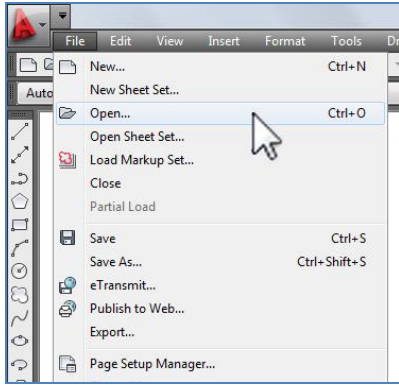 File Edit View Insert Format Tools
New... Ctrl+N
Auto
New Sheet Set...
Open... Ctrl+O
Open Sheet Set...
Load Markup Set...
Close
Partial Load
Save Ctrl+S
Save As... Ctrl+Shift+S
eTransmit...
Publish to Web...
Export...
Page Setup Manager...